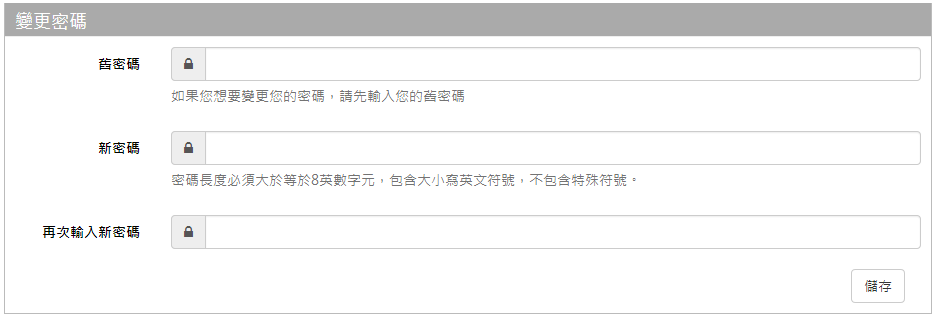 變更密碼
舊密碼
如果您想要變更您的密碼，請先輸入您的舊密碼
新密碼
密碼長度必須大於等於8英數字元，包含大小寫英文符號，不包含特殊符號。
再次輸入新密碼
儲存